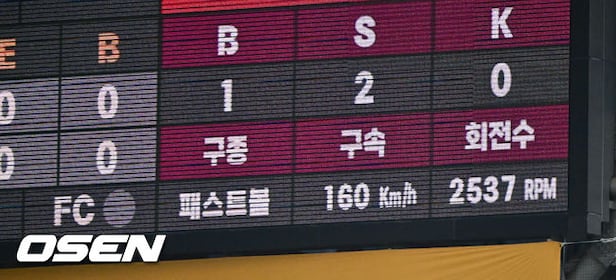 E B B S K
0 0 1 2 0
0 0 구종 구속 회전수
FC 패스트볼 160 Km/h 2537 RPM
OSEN